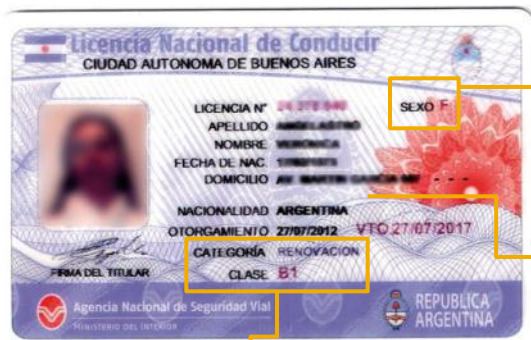 Licencia Nacional de Conducir
CIUDAD AUTONOMA DE BUENOS AIRES
LICENCIA N°
SEXO F
APELLIDO
NOMBRE
FECHA DE NAC.
DOMICILIO
NACIONALIDAD ARGENTINA
OTORGAMIENTO 27/07/2012 VTO.27/07/2017
CATEGORÍA RENOVACION
CLASE B1
FIRMA DEL TITULAR
Agencia Nacional de Seguridad Vial
MINISTERIO DEL INTERIOR
REPUBLICA
ARGENTINA